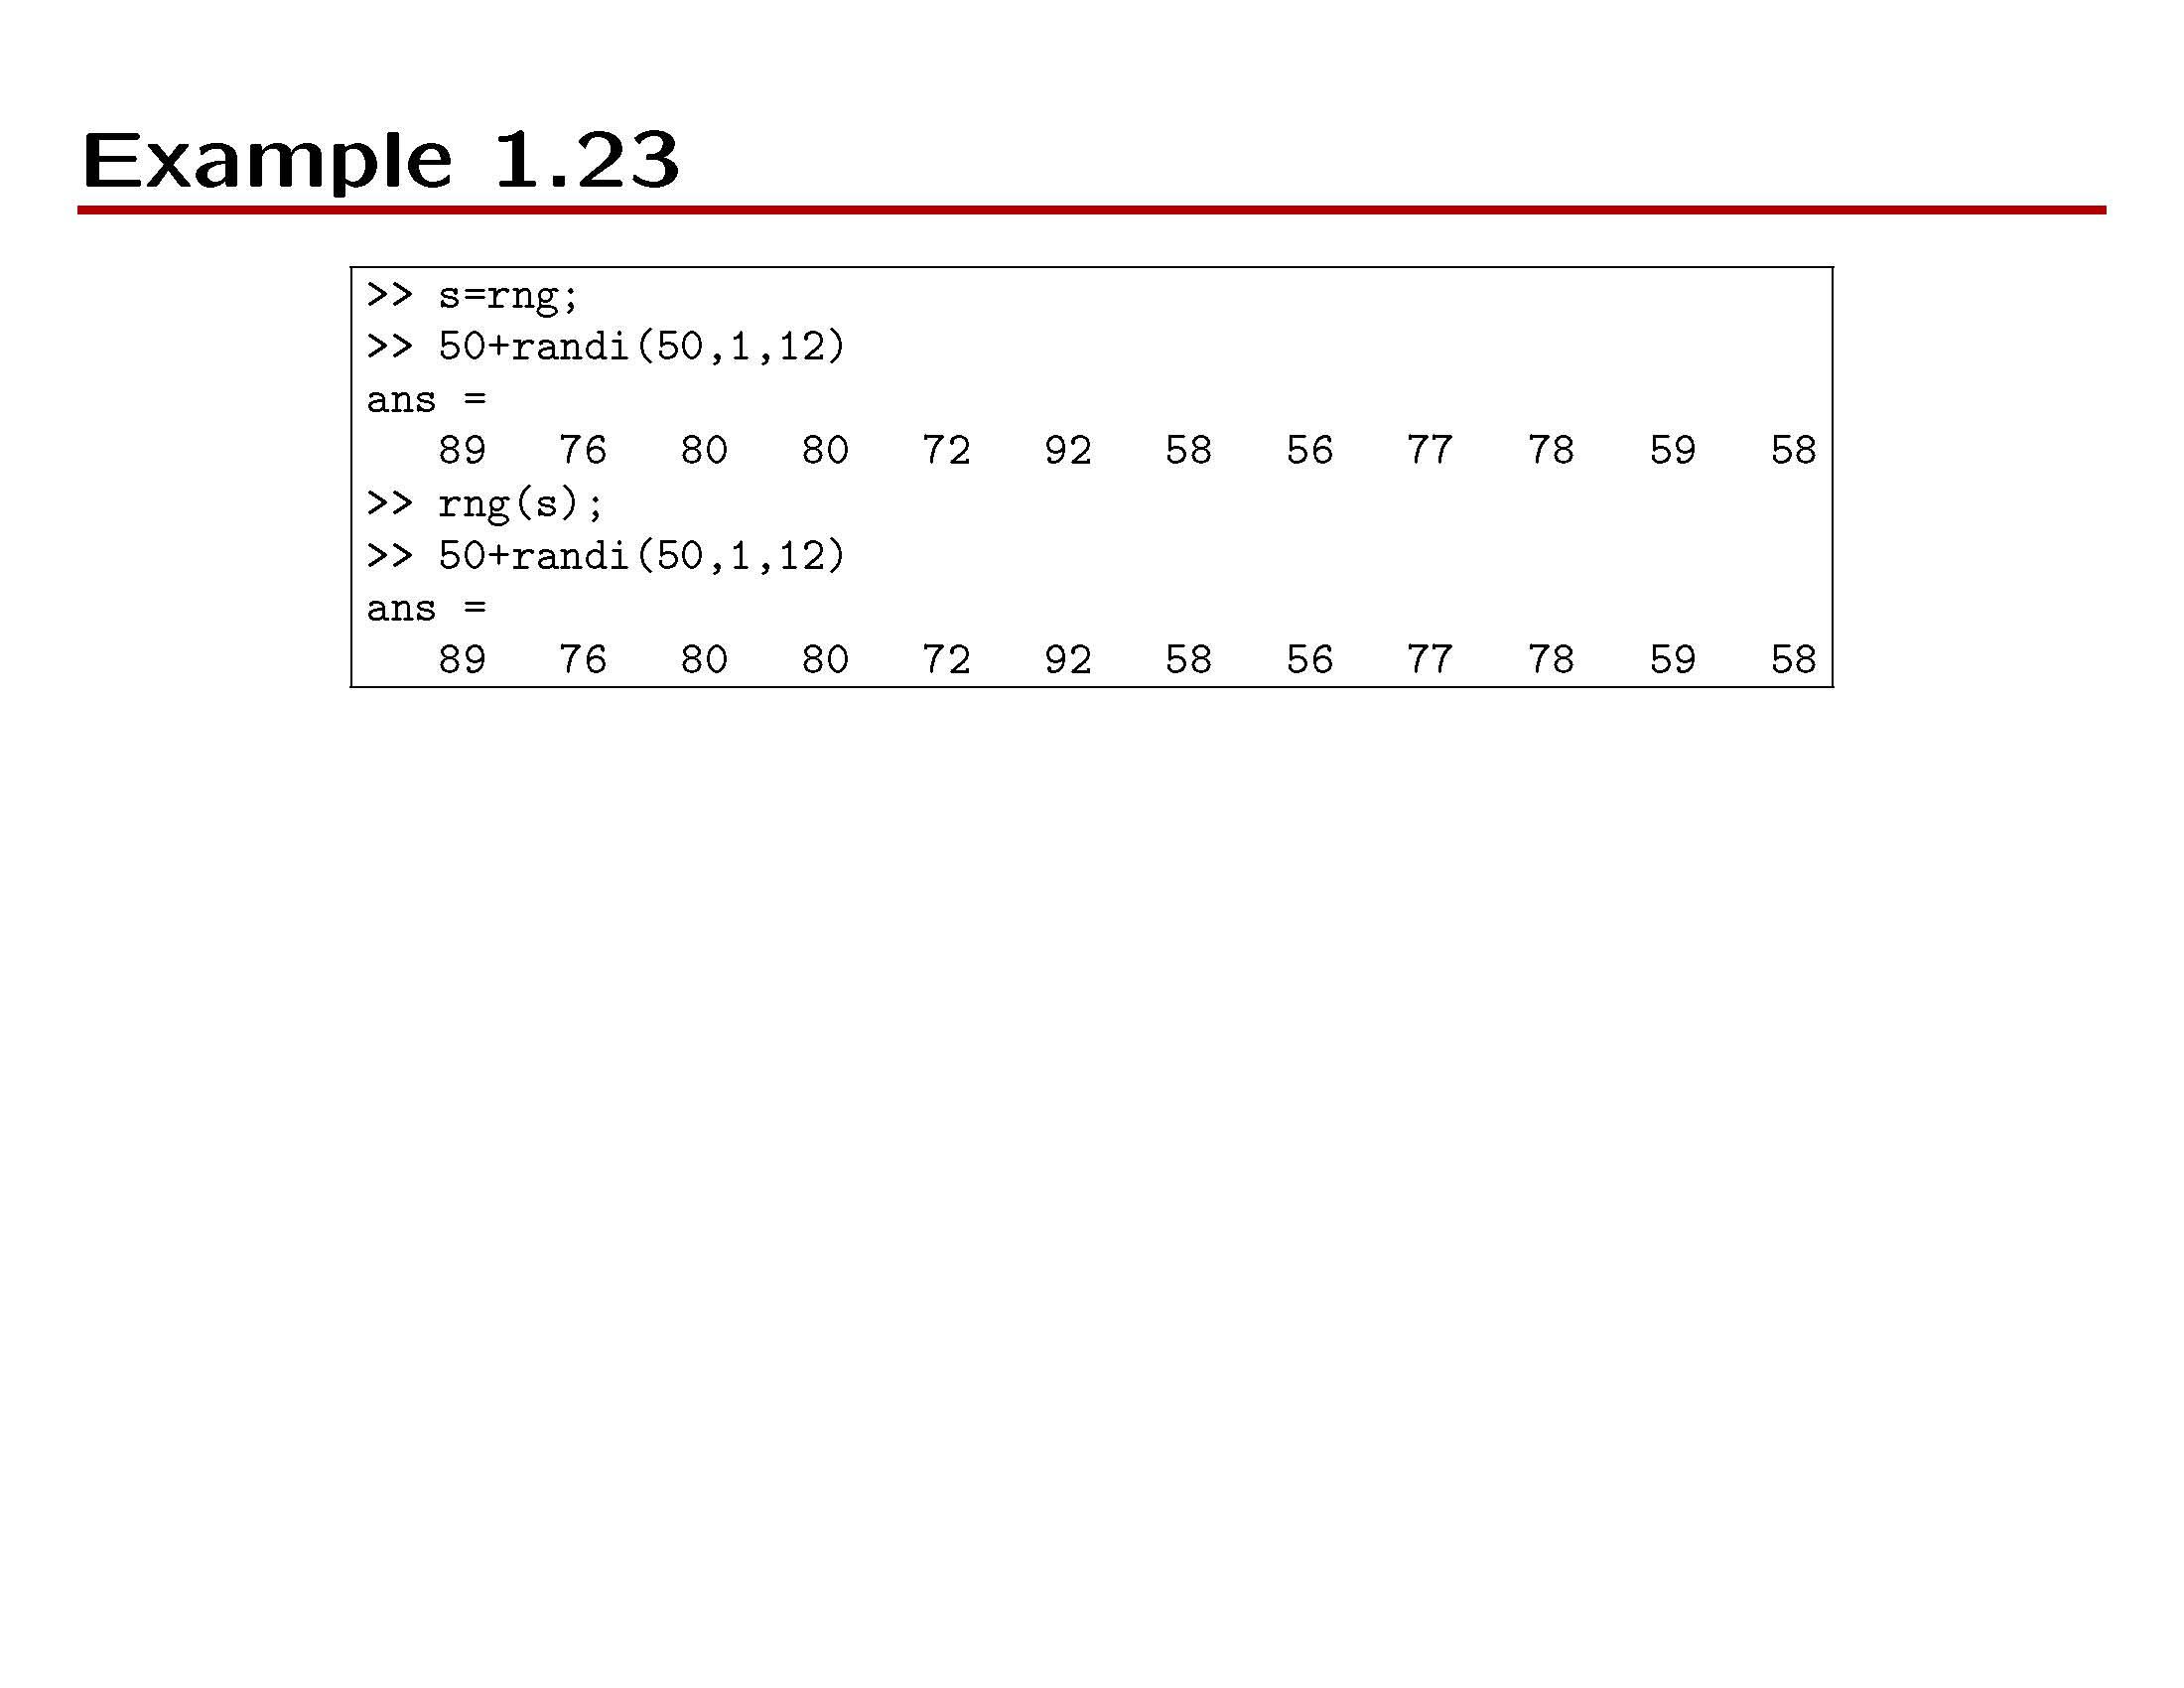 Example 1.23
>> s=rng;
>> 50+randi(50,1,12)
ans =
89 76 80 80 72 92 58 56 77 78 59 58
>> rng(s);
>> 50+randi(50,1,12)
ans =
89 76 80 80 72 92 58 56 77 78 59 58